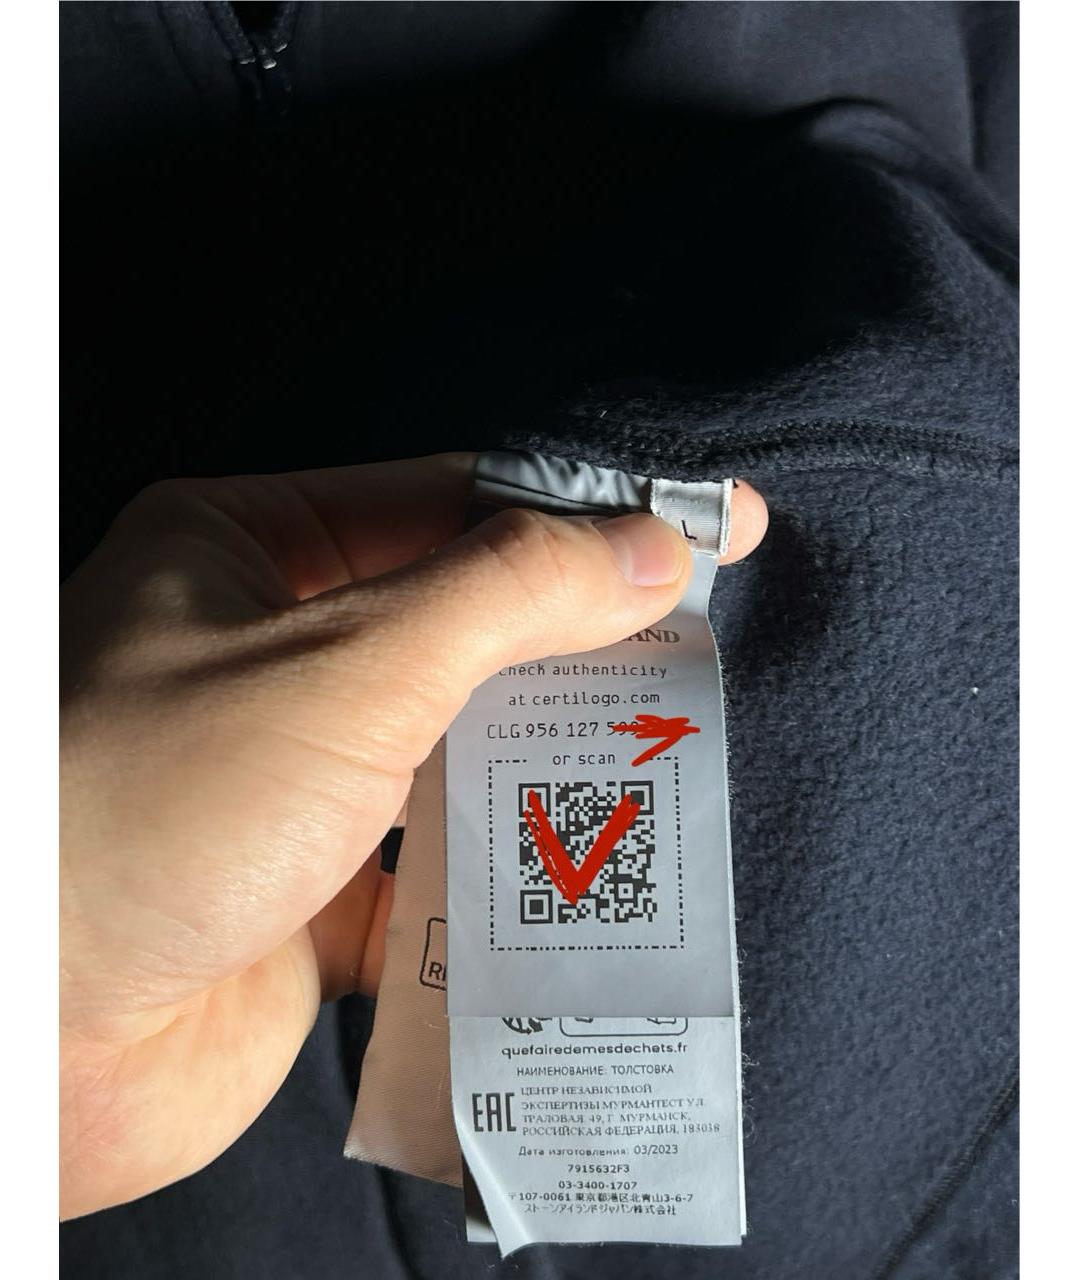 L
check authenticity
at certilogo.com
CLG 956 127
or scan
quefairedemesdechets.fr
НАИМЕНОВАНИЕ: ТОЛСТОВКА
EAC
ЦЕНТР НЕЗАВИСИМОЙ
ЭКСПЕРТИЗЫ МУРМАНТЕСТ УЛ.
ТРАЛОВАЯ 49, Г. МУРМАНСК,
РОССИЙСКАЯ ФЕДЕРАЦИЯ, 183038
Дата изготовления: 03/2023
7915632F3
03-3400-1707
〒107-0061 東京都港区北青山3-6-7
ストーンアイランドジャパン株式会社